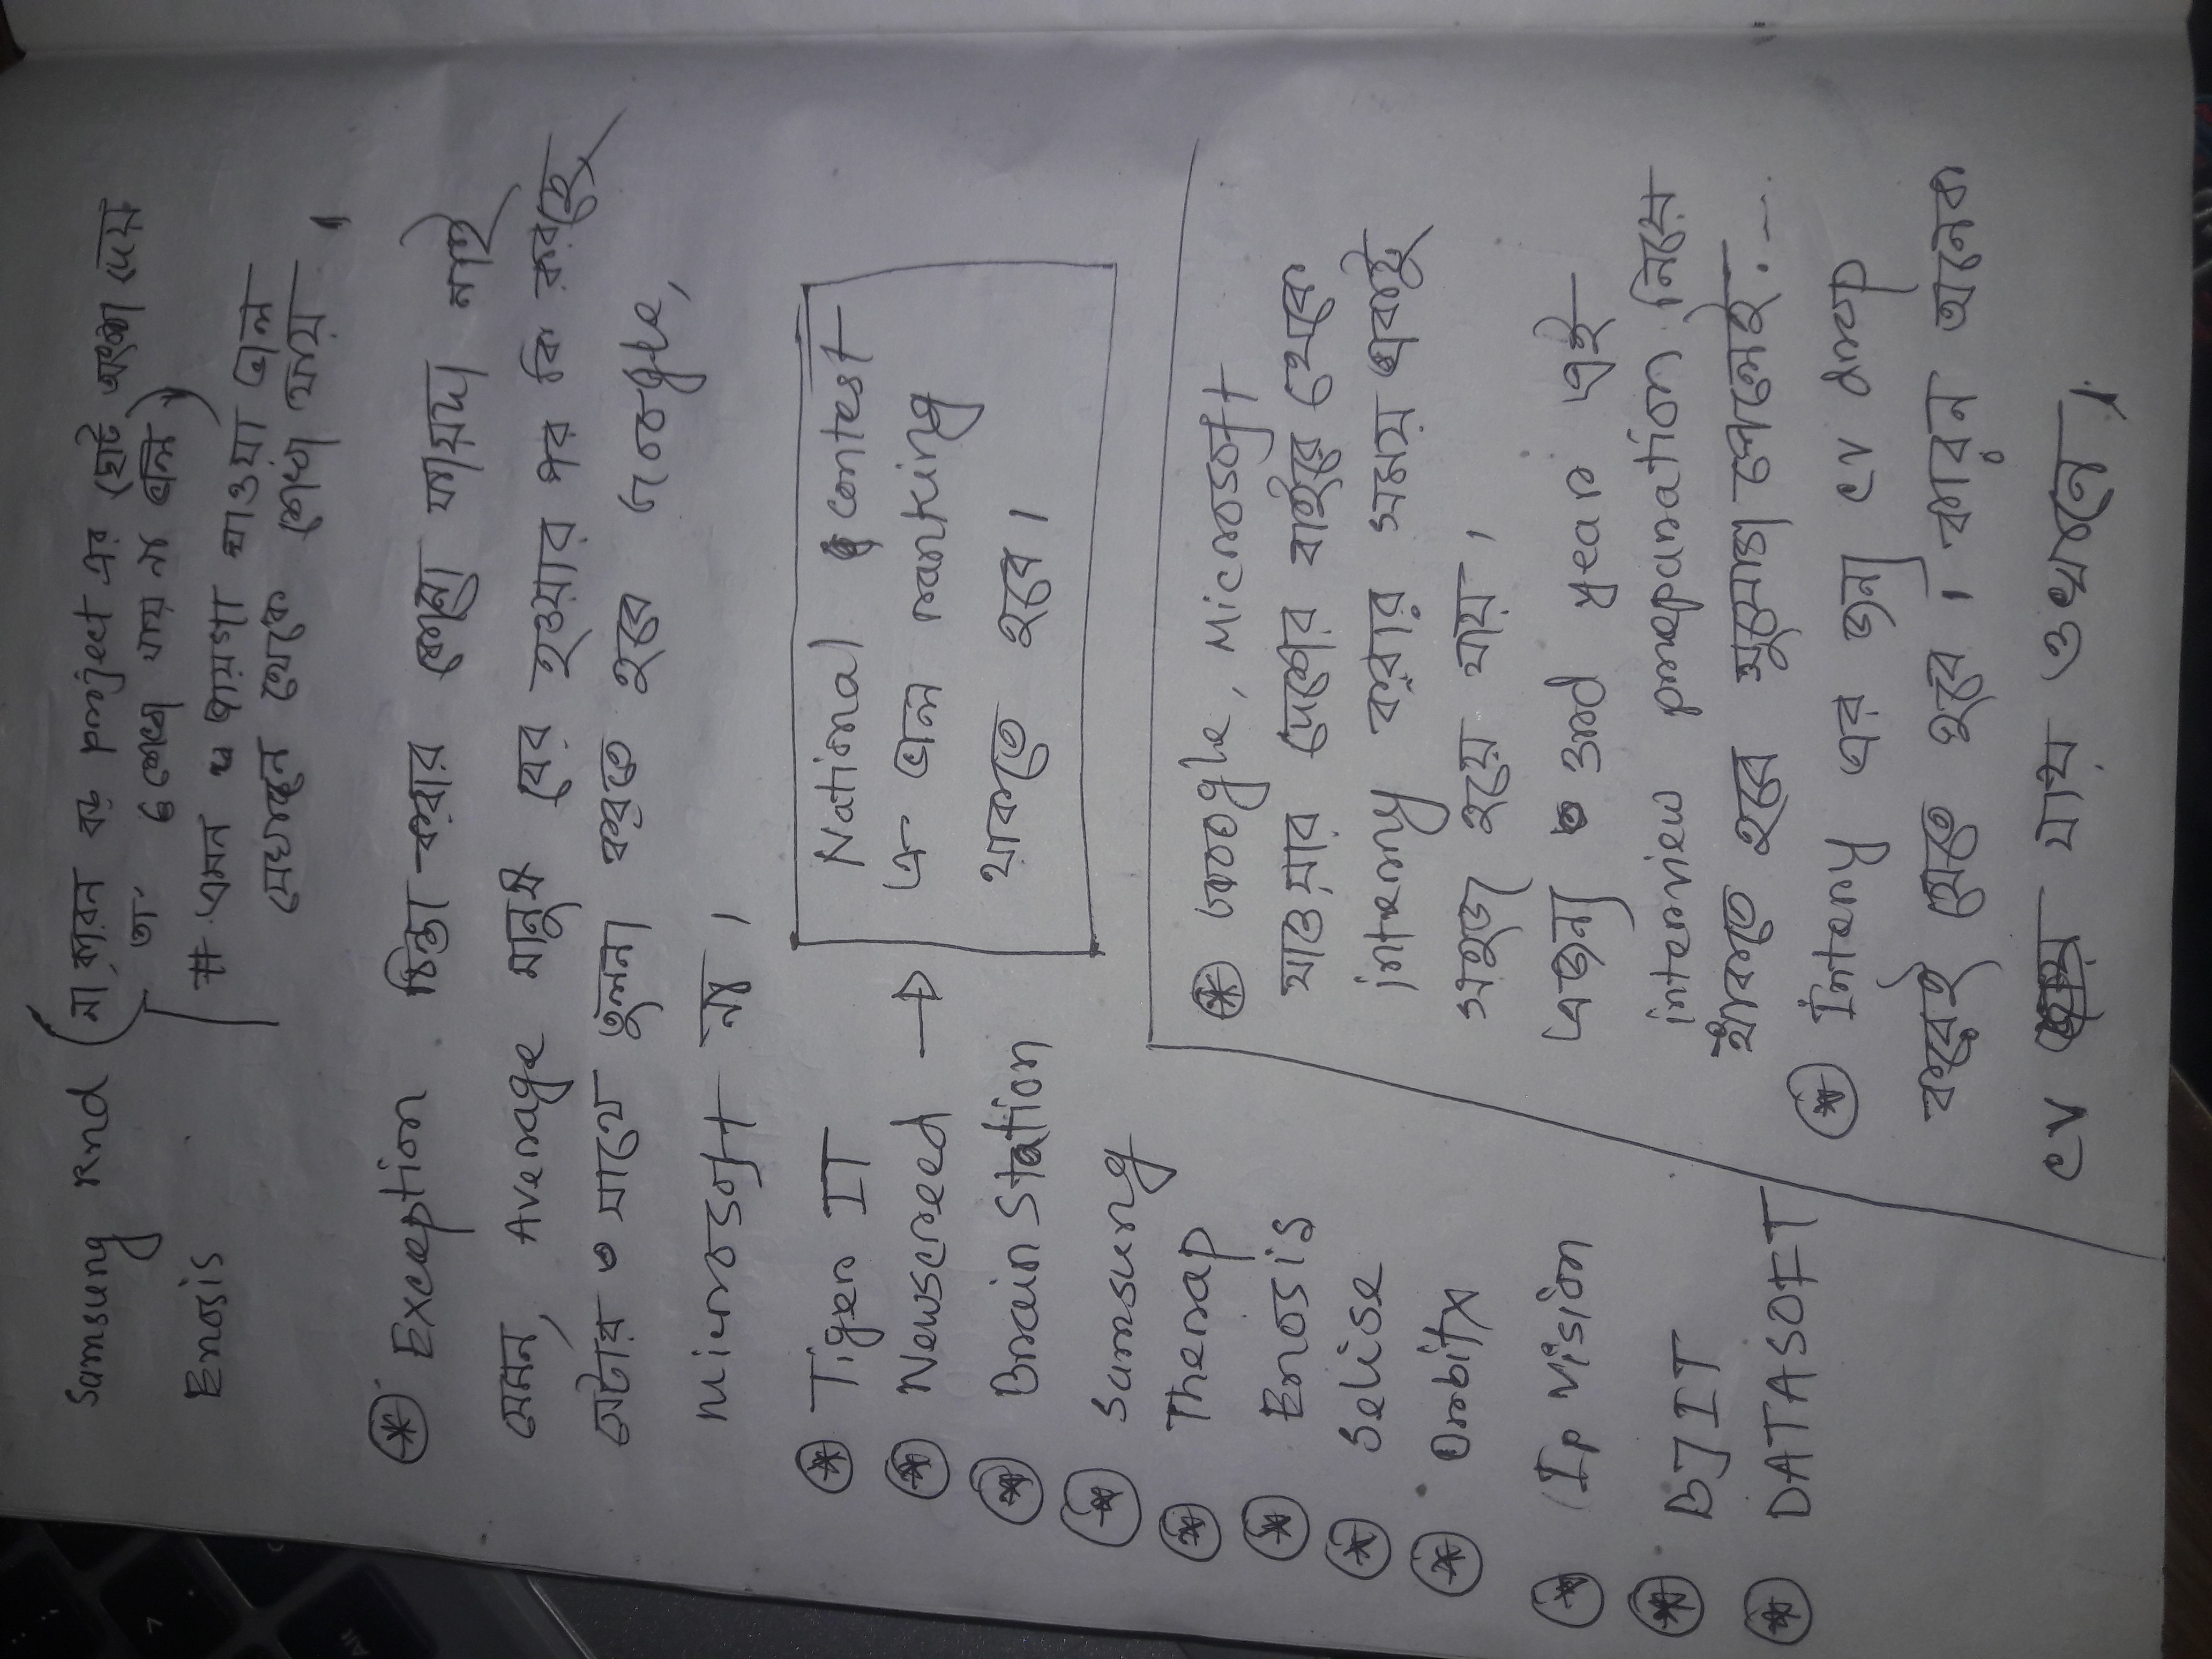 Samsung Rnd (না কারন বড় project এর ছোট অংশ দেয়
তা শেখা যায় না ভাল)
Enosis
# এমন জায়গা যাওয়া ভাল
যেখানে থেকে শেখা যায় ।
* Exception চিন্তা করার কোনো ফায়দা নাই
যেমন, Average মানুষ বের হওয়ার পর কি করছে
সেটার সাথে তুলনা করতে হবে Google,
Microsoft না ।
* Tiger IT
* Newscreed →
* Brain Station
* Samsung
* Therap
* Enosis
* Selise
* Orbitx
* Ip Vision
* BJIT
* DATASOFT
National contest
এ ভাল ranking
থাকতে হবে ।
* Google, Microsoft
যাওয়ার দেশের বাইরে থেকে
interny করার সময় একটু
সহজ হয়ে যায় ।
এজন্য 3rd year এই
interview preparation নিয়ে
থাকতে হবে সুযোগ পেলেই....
* Interny এর জন্য cv drop
করেই যেতে হবে । কারন অনেক
cv যায় ওখানে ।